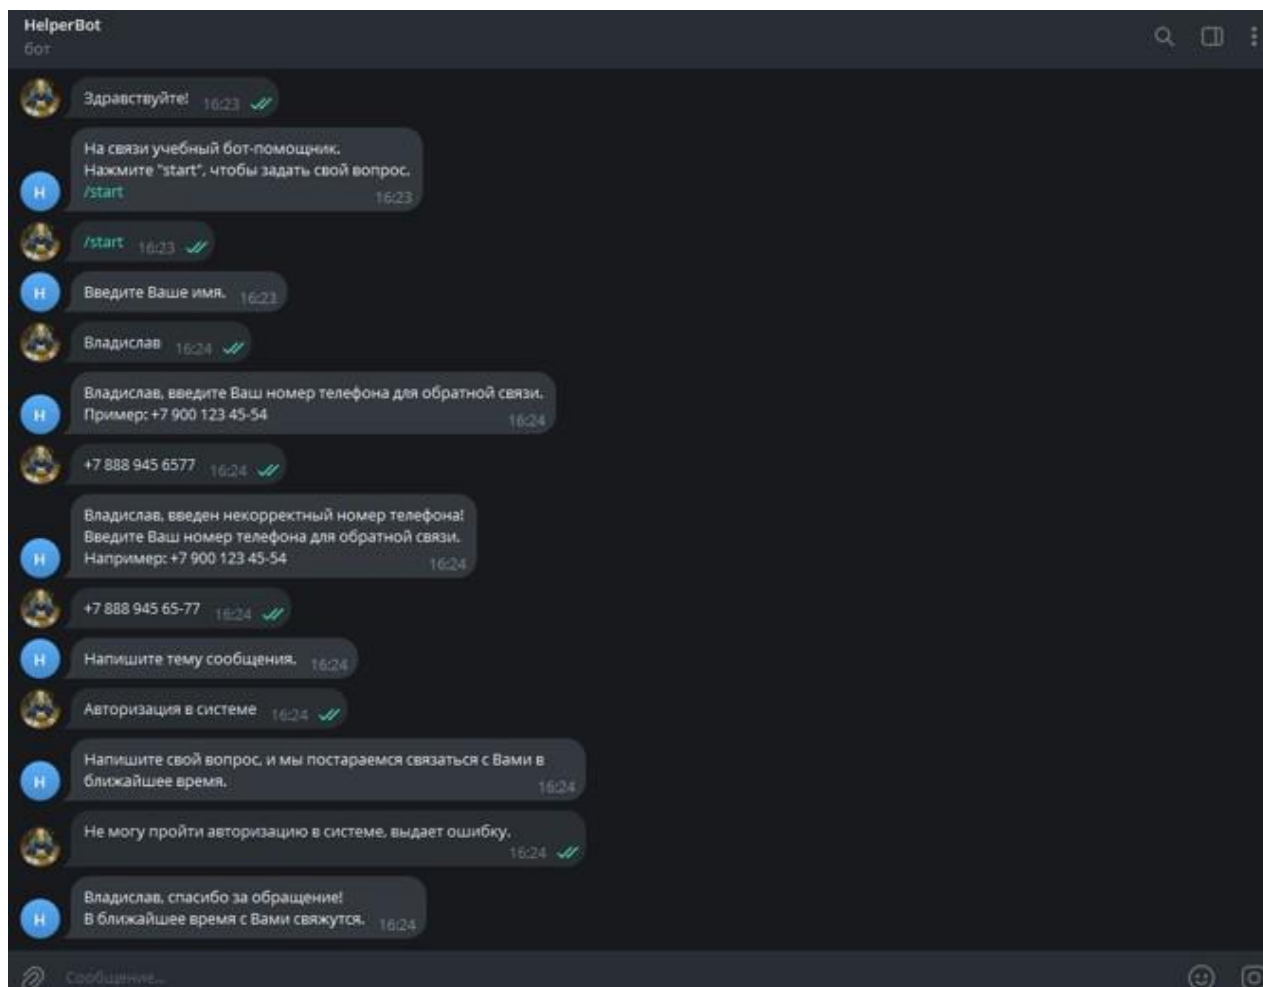 HelperBot
бот
Здравствуйте! 16:23
На связи учебный бот-помощник.
Нажмите "start", чтобы задать свой вопрос.
/start 16:23
/start 16:23
Н
Введите Ваше имя. 16:23
Н
Владислав 16:24
Владислав, введите Ваш номер телефона для обратной связи.
Пример: +7 900 123 45-54 16:24
Н
+7 888 945 6577 16:24
Владислав, введен некорректный номер телефона!
Введите Ваш номер телефона для обратной связи.
Например: +7 900 123 45-54 16:24
Н
+7 888 945 65-77 16:24
Напишите тему сообщения. 16:24
Н
Авторизация в системе 16:24
Напишите свой вопрос, и мы постараемся связаться с Вами в
ближайшее время. 16:24
Н
Не могу пройти авторизацию в системе, выдает ошибку.
16:24
Владислав, спасибо за обращение!
В ближайшее время с Вами свяжутся. 16:24
Н
Сообщение...